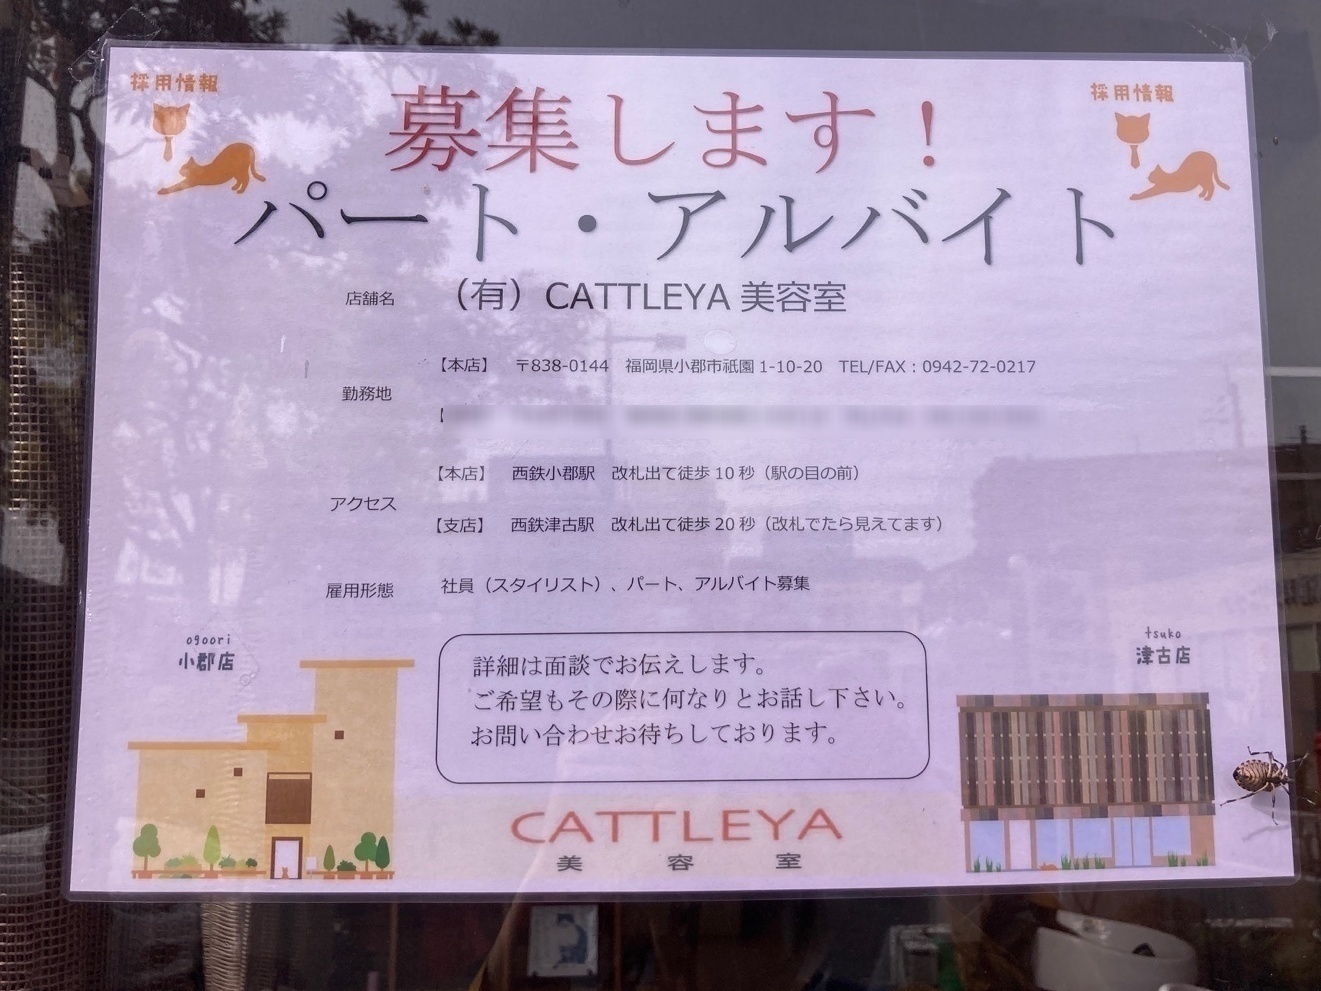 採用情報
採用情報
募集します！
パート・アルバイト
店舗名 （有）CATTLEYA 美容室
【本店】 〒838-0144 福岡県小郡市祇園 1-10-20 TEL/FAX：0942-72-0217
勤務地
【本店】 西鉄小郡駅 改札出て徒歩 10 秒（駅の目の前）
アクセス
【支店】 西鉄津古駅 改札出て徒歩 20 秒（改札でたら見えてます）
雇用形態 社員（スタイリスト）、パート、アルバイト募集
ogoori
小郡店
tsuko
津古店
詳細は面談でお伝えします。
ご希望もその際に何なりとお話し下さい。
お問い合わせお待ちしております。
CATTLEYA
美容室